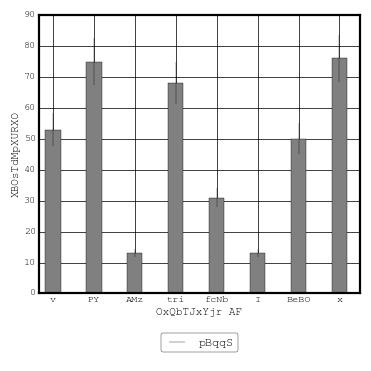 90
80
70
60
50
40
30
20
10
0
XBOsTdMpXURXO
v PY AMz tri fcNb I BeBO x
OxQbTJxYjr AF
pBqqS